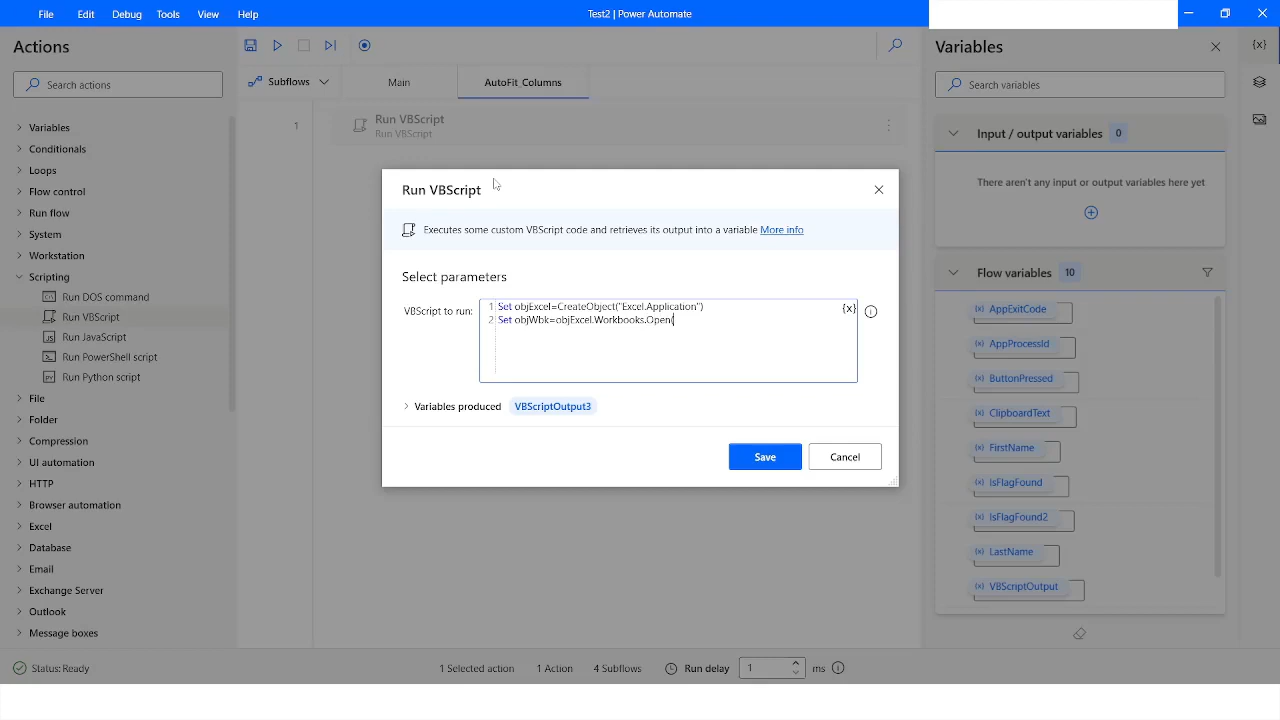 File Edit Debug Tools View Help
Test2 | Power Automate
Actions
Search actions
Variables
Conditionals
Loops
Flow control
Run flow
System
Workstation
Scripting
Run DOS command
Run VBScript
Run JavaScript
Run PowerShell script
Run Python script
File
Folder
Compression
UI automation
HTTP
Browser automation
Excel
Database
Email
Exchange Server
Outlook
Message boxes
Subflows
Main
AutoFit_Columns
1
Run VBScript
Run VBScript
Run VBScript
Executes some custom VBScript code and retrieves its output into a variable More info
Select parameters
VBScript to run:
1 Set objExcel=CreateObject("Excel.Application")
2 Set objWbk=objExcel.Workbooks.Open(
{x}
Variables produced VBScriptOutput3
Save Cancel
Variables
{x}
Search variables
Input / output variables 0
There aren't any input or output variables here yet
Flow variables 10
(x) AppExitCode
(x) AppProcessId
(x) ButtonPressed
(x) ClipboardText
(x) FirstName
(x) IsFlagFound
(x) IsFlagFound2
(x) LastName
(x) VBScriptOutput
Status: Ready
1 Selected action
1 Action
4 Subflows
Run delay 1 ms